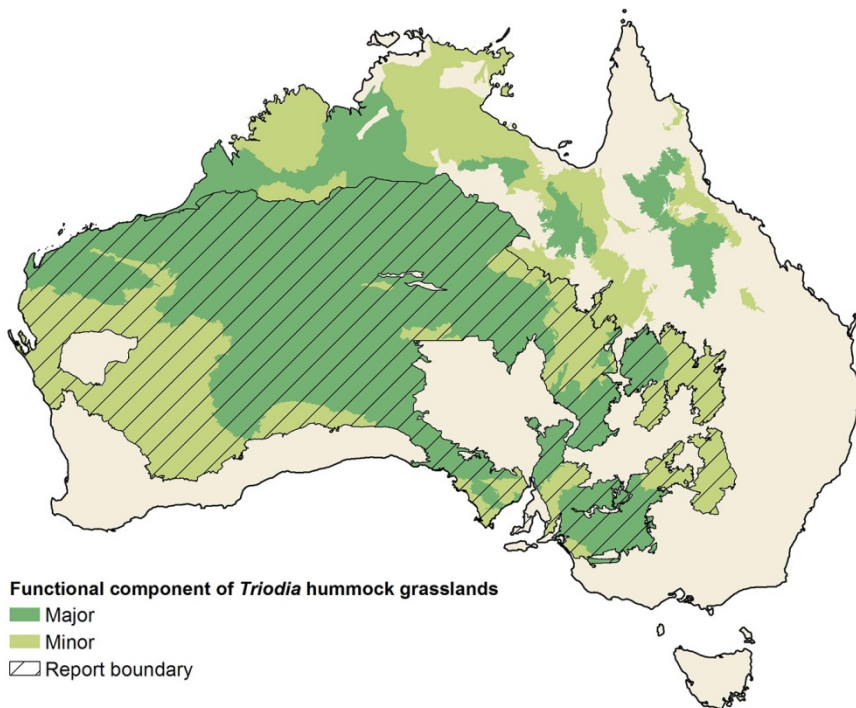 Functional component of Triodia hummock grasslands
Major
Minor
Report boundary